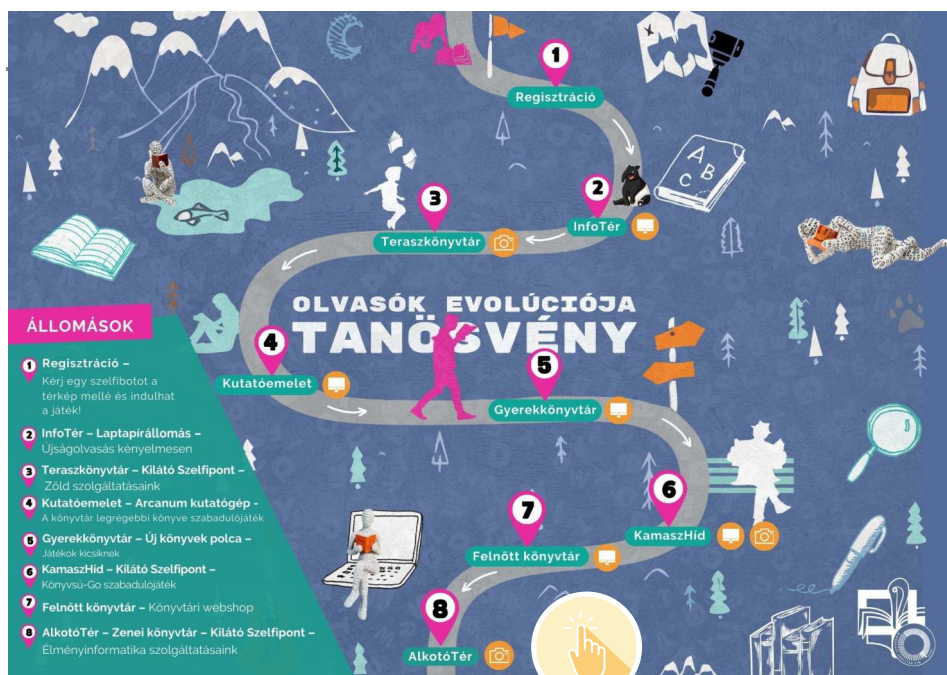 1
Regisztráció
A
B
C
2
InfoTér
3
Teraszkönyvtár
OLVASÓK EVOLÚCIÓJA
TANÖSVÉNY
4
Kutatóemelet
5
Gyerekkönyvtár
6
KamaszHíd
7
Felnőtt könyvtár
8
AlkotóTér
ÁLLOMÁSOK
1 Regisztráció –
Kérj egy szelfibotot a
térkép mellé és indulhat
a játék!
2 InfoTér – Laptapírállomás –
Újságolvasás kényelmesen
3 Teraszkönyvtár – Kilátó Szelfipont –
Zöld szolgáltatásaink
4 Kutatóemelet – Arcanum kutatógép -
A könyvtár legrégebbi könyve szabadulójáték
5 Gyerekkönyvtár – Új könyvek polca –
Játékok kicsiknek
6 KamaszHíd – Kilátó Szelfipont –
Könyvsú-Go szabadulójáték
7 Felnőtt könyvtár – Könyvtári webshop
8 AlkotóTér – Zenei könyvtár – Kilátó Szelfipont –
Élményinformatika szolgáltatásaink